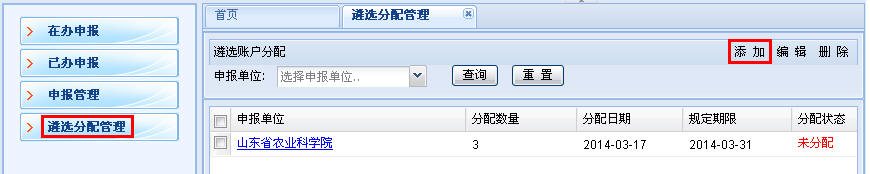 在办申报
已办申报
申报管理
遴选分配管理
首页 遴选分配管理
遴选账户分配 添 加 编 辑 删 除
申报单位: 选择申报单位.. 查询 重 置
申报单位 分配数量 分配日期 规定期限 分配状态
山东省农业科学院 3 2014-03-17 2014-03-31 未分配